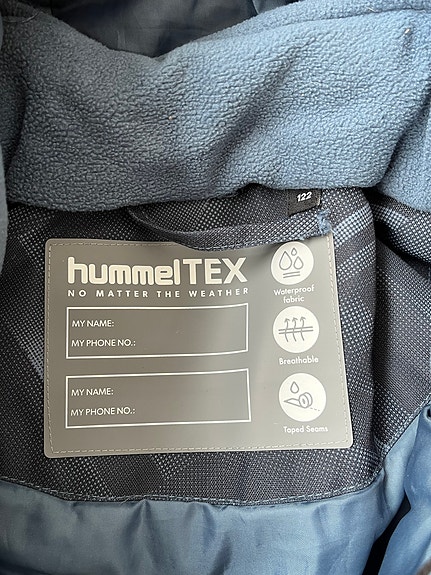 122
hummelTEX
NO MATTER THE WEATHER
MY NAME:
MY PHONE NO.:
MY NAME:
MY PHONE NO.:
Waterproof
fabric
Breathable
Taped Seams